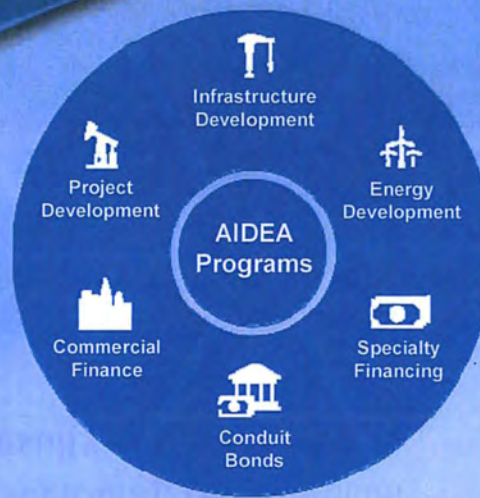 Infrastructure
Development
Energy
Development
Specialty
Financing
Conduit
Bonds
Commercial
Finance
Project
Development
AIDEA
Programs